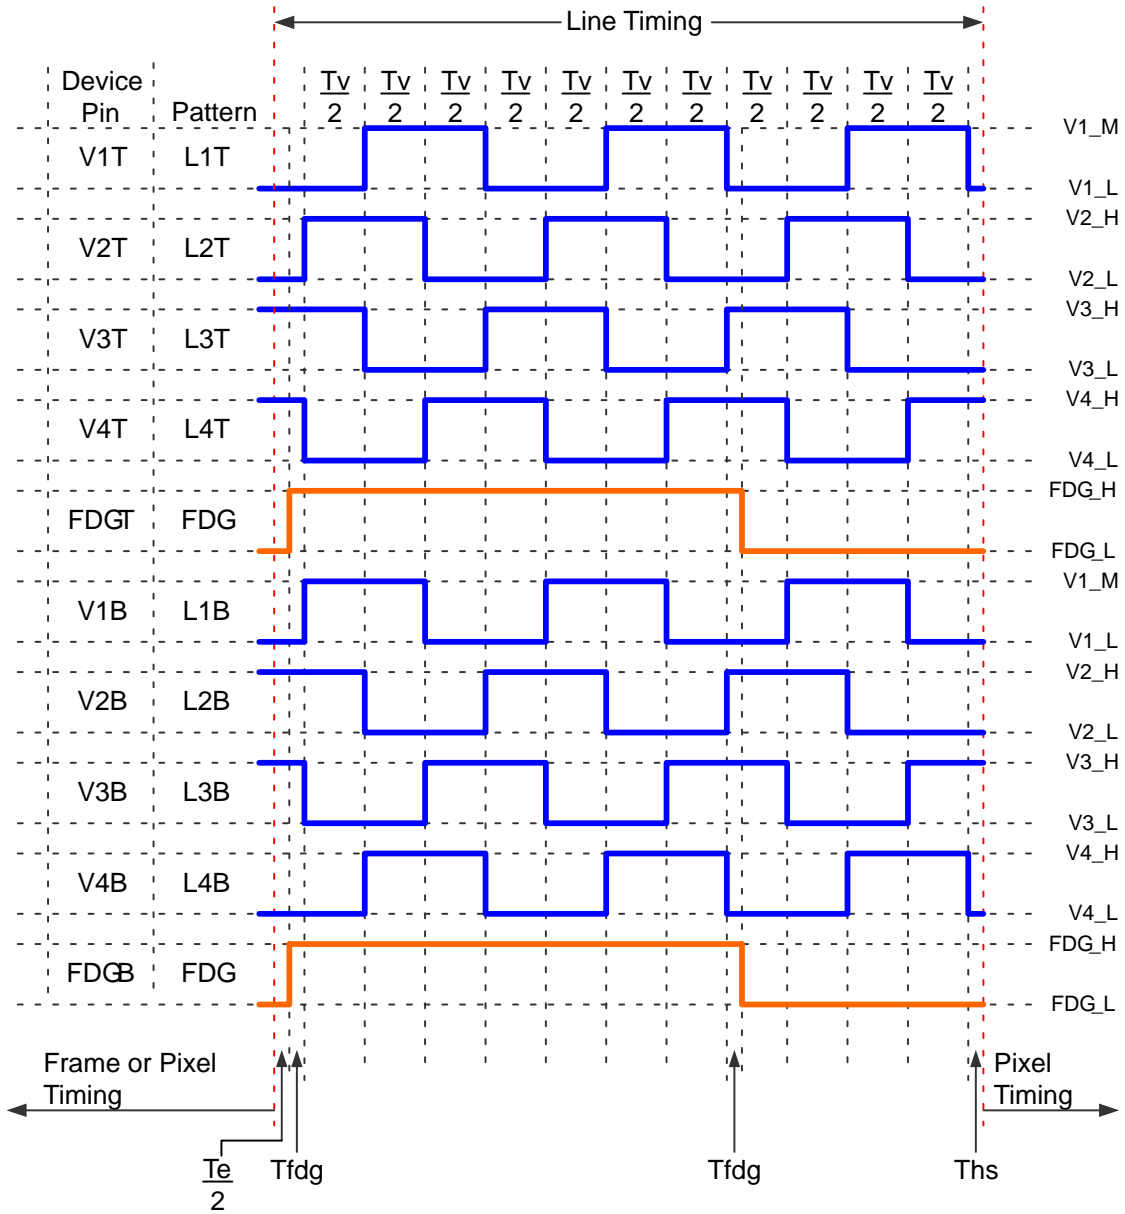 Line Timing
Device Pin
Pattern
Tv Tv Tv Tv Tv Tv Tv Tv Tv Tv Tv
2 2 2 2 2 2 2 2 2 2 2
V1_M
V1T L1T
V1_L
V2_H
V2T L2T
V2_L
V3_H
V3T L3T
V3_L
V4_H
V4T L4T
V4_L
FDG_H
FDGT FDG
FDG_L
V1_M
V1B L1B
V1_L
V2_H
V2B L2B
V2_L
V3_H
V3B L3B
V3_L
V4_H
V4B L4B
V4_L
FDG_H
FDGB FDG
FDG_L
Frame or Pixel
Timing
Pixel
Timing
Te
2
Tfdg
Tfdg
Ths